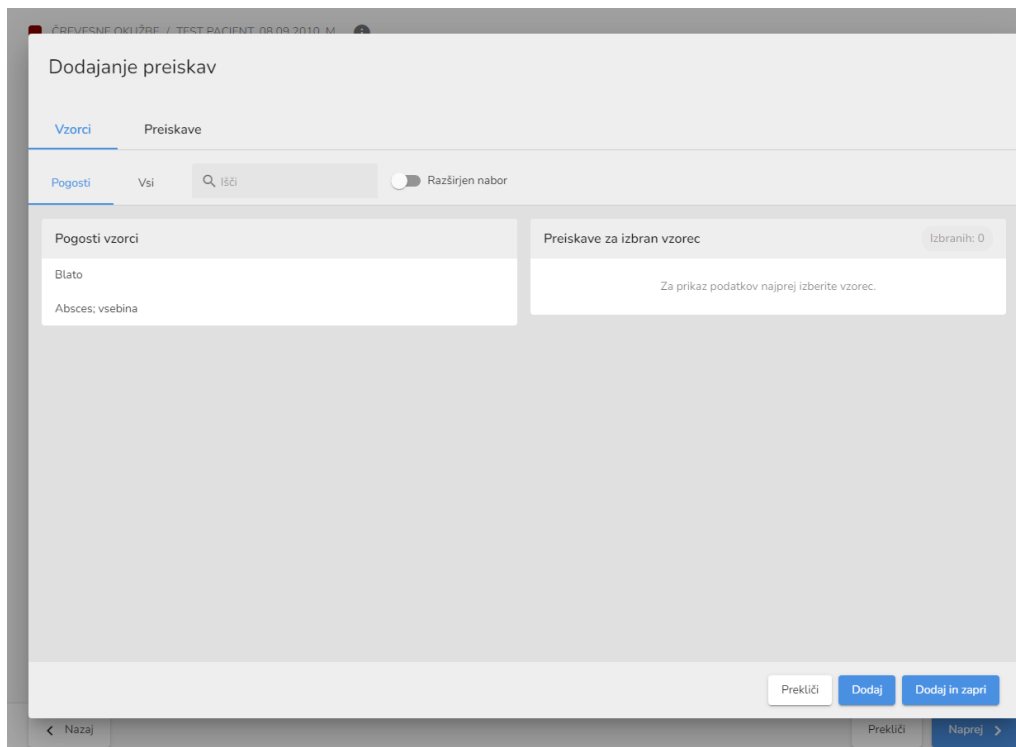 ČREVESNE OKUŽBE / TEST PACIENT, 08.09.2010, M
Dodajanje preiskav
Vzorci Preiskave
Pogosti Vsi Išči Razširjen nabor
Pogosti vzorci Preiskave za izbran vzorec Izbranih: 0
Blato
Za prikaz podatkov najprej izberite vzorec.
Absces; vsebina
Prekliči Dodaj Dodaj in zapri
Nazaj Prekliči Naprej